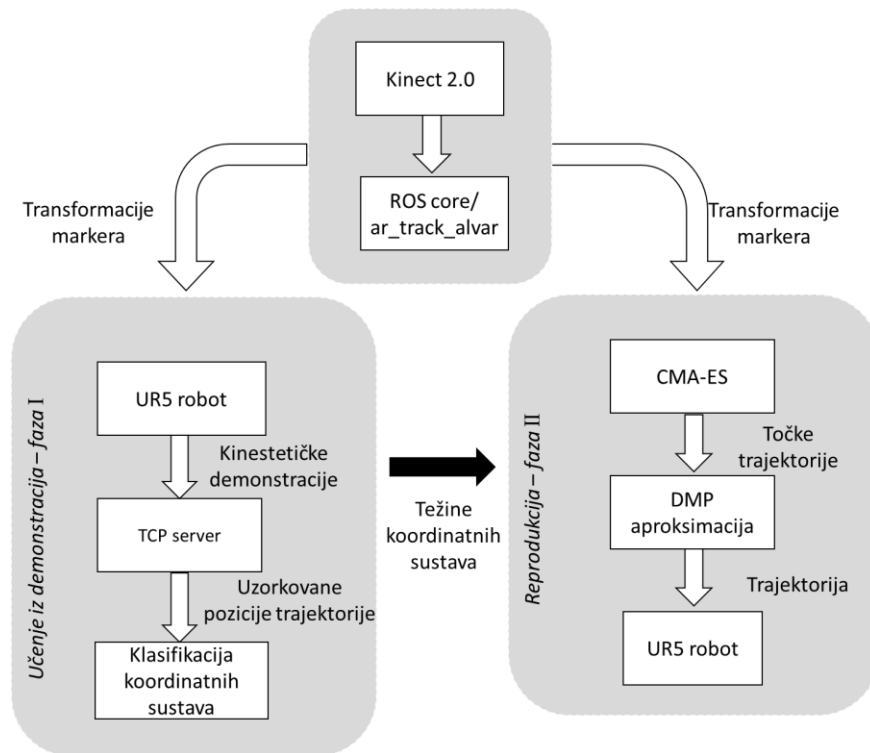 Kinect 2.0
ROS core/
ar_track_alvar
Transformacije
markera
Transformacije
markera
Učenje iz demonstracija – faza I
UR5 robot
Kinestetičke
demonstracije
TCP server
Uzorkovane
pozicije trajektorije
Klasifikacija
koordinatnih
sustava
Težine
koordinatnih
sustava
Reprodukcija – faza II
CMA-ES
Točke
trajektorije
DMP
aproksimacija
Trajektorija
UR5 robot